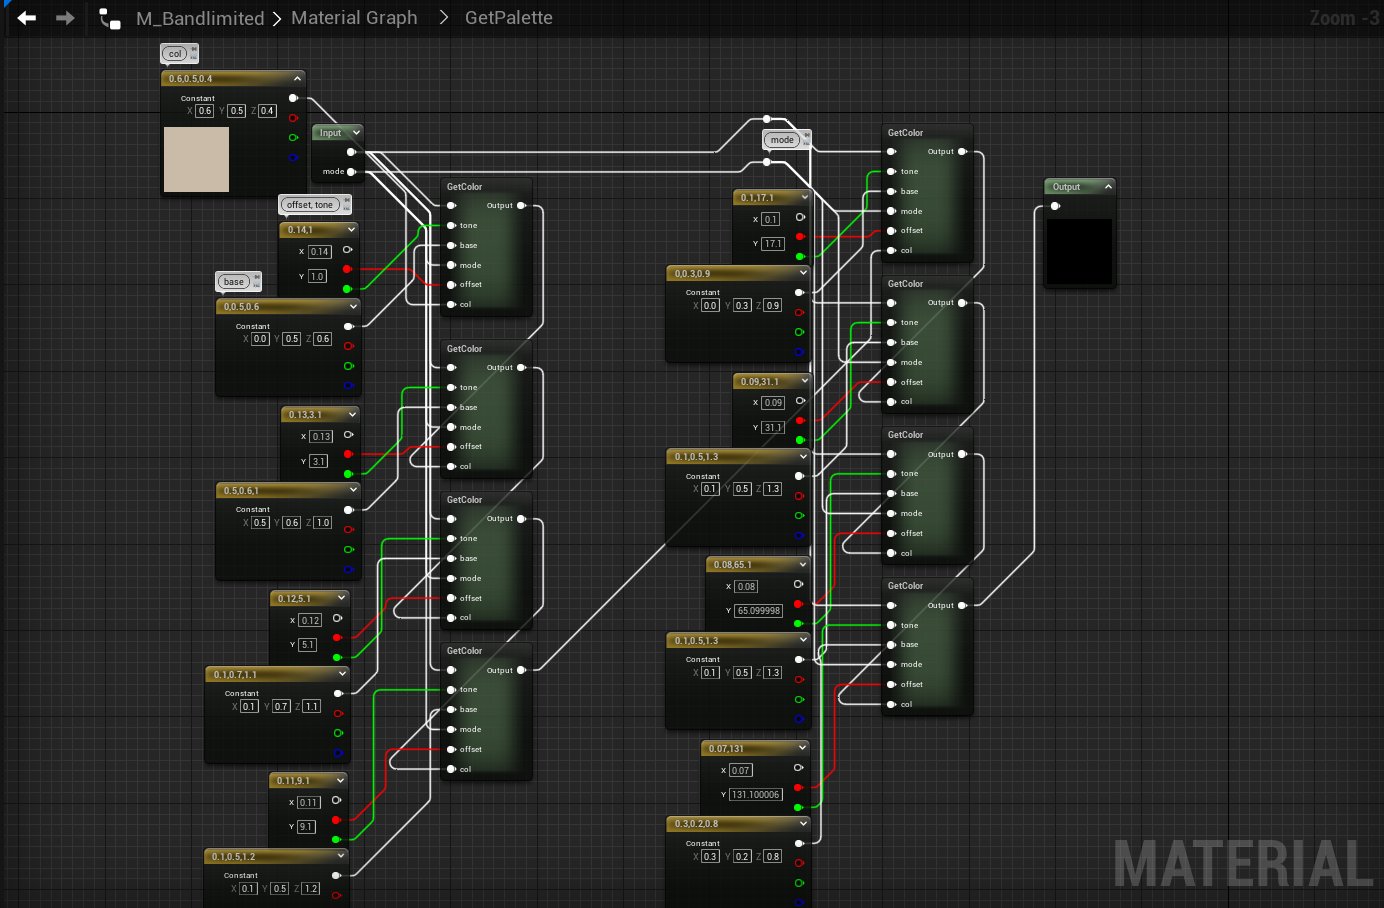 M_Bandlimited > Material Graph > GetPalette
Zoom -3
col
0.6,0.5,0.4
Constant
X 0.6 Y 0.5 Z 0.4
Input
mode
offset, tone
0.14,1
X 0.14
Y 1.0
base
0,0.5,0.6
Constant
X 0.0 Y 0.5 Z 0.6
0.13,3.1
X 0.13
Y 3.1
0.5,0.6,1
Constant
X 0.5 Y 0.6 Z 1.0
0.12,5.1
X 0.12
Y 5.1
0.1,0.7,1.1
Constant
X 0.1 Y 0.7 Z 1.1
0.11,9.1
X 0.11
Y 9.1
0.1,0.5,1.2
Constant
X 0.1 Y 0.5 Z 1.2
GetColor
Output
tone
base
mode
offset
col
GetColor
Output
tone
base
mode
offset
col
GetColor
Output
tone
base
mode
offset
col
GetColor
Output
tone
base
mode
offset
col
mode
0.1,17.1
X 0.1
Y 17.1
0,0.3,0.9
Constant
X 0.0 Y 0.3 Z 0.9
0.09,31.1
X 0.09
Y 31.1
0.1,0.5,1.3
Constant
X 0.1 Y 0.5 Z 1.3
0.08,65.1
X 0.08
Y 65.099998
0.1,0.5,1.3
Constant
X 0.1 Y 0.5 Z 1.3
0.07,131
X 0.07
Y 131.100006
0.3,0.2,0.8
Constant
X 0.3 Y 0.2 Z 0.8
GetColor
Output
tone
base
mode
offset
col
GetColor
Output
tone
base
mode
offset
col
GetColor
Output
tone
base
mode
offset
col
GetColor
Output
tone
base
mode
offset
col
Output
MATERIAL